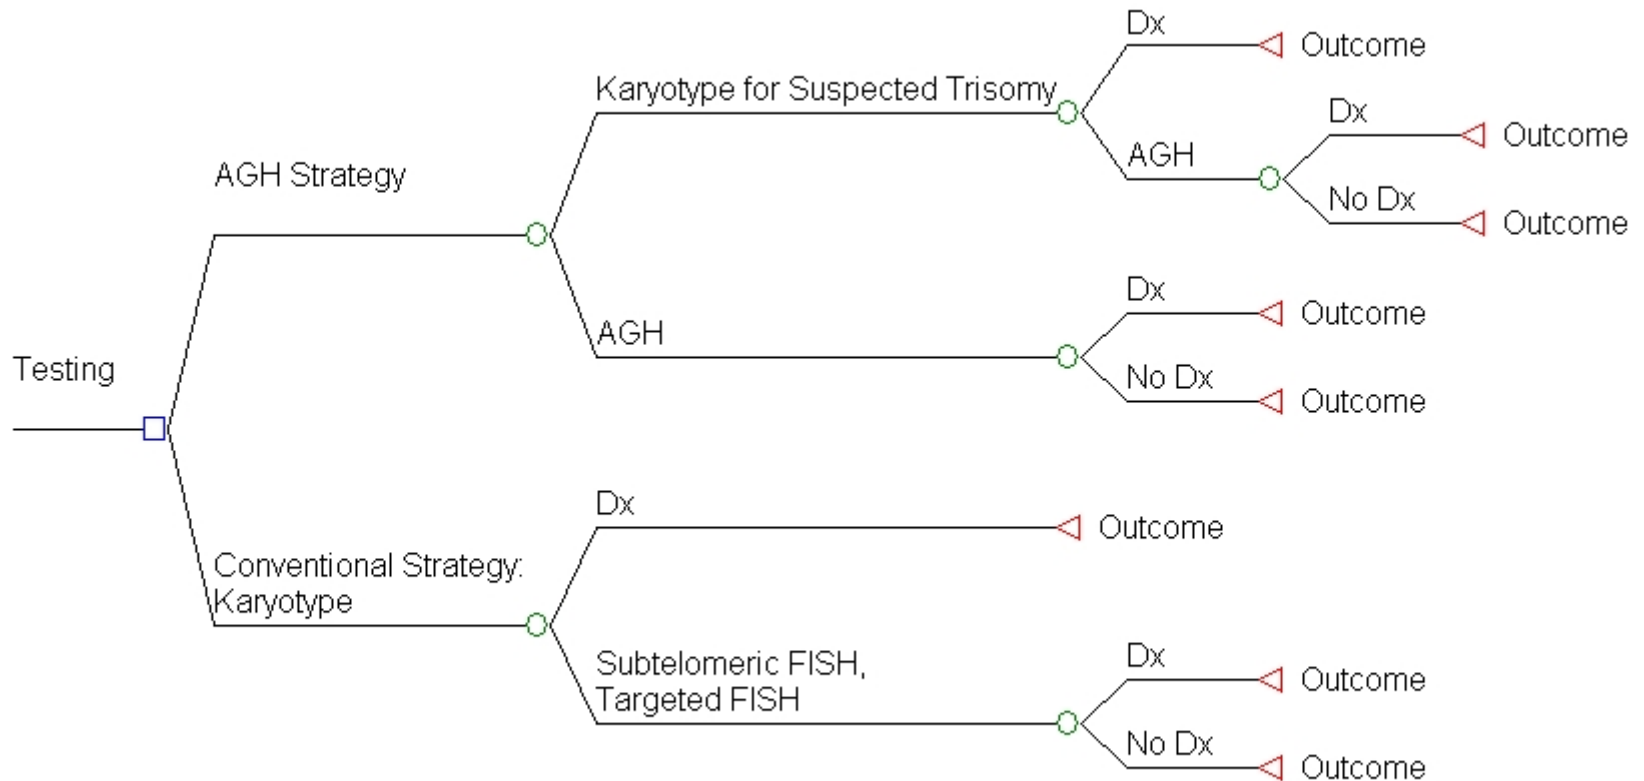 Dx
Outcome
Karyotype for Suspected Trisomy
Dx
Outcome
AGH
AGH Strategy
No Dx
Outcome
Dx
Outcome
AGH
Testing
No Dx
Outcome
Dx
Outcome
Conventional Strategy:
Karyotype
Dx
Subtelomeric FISH,
Targeted FISH
Outcome
No Dx
Outcome